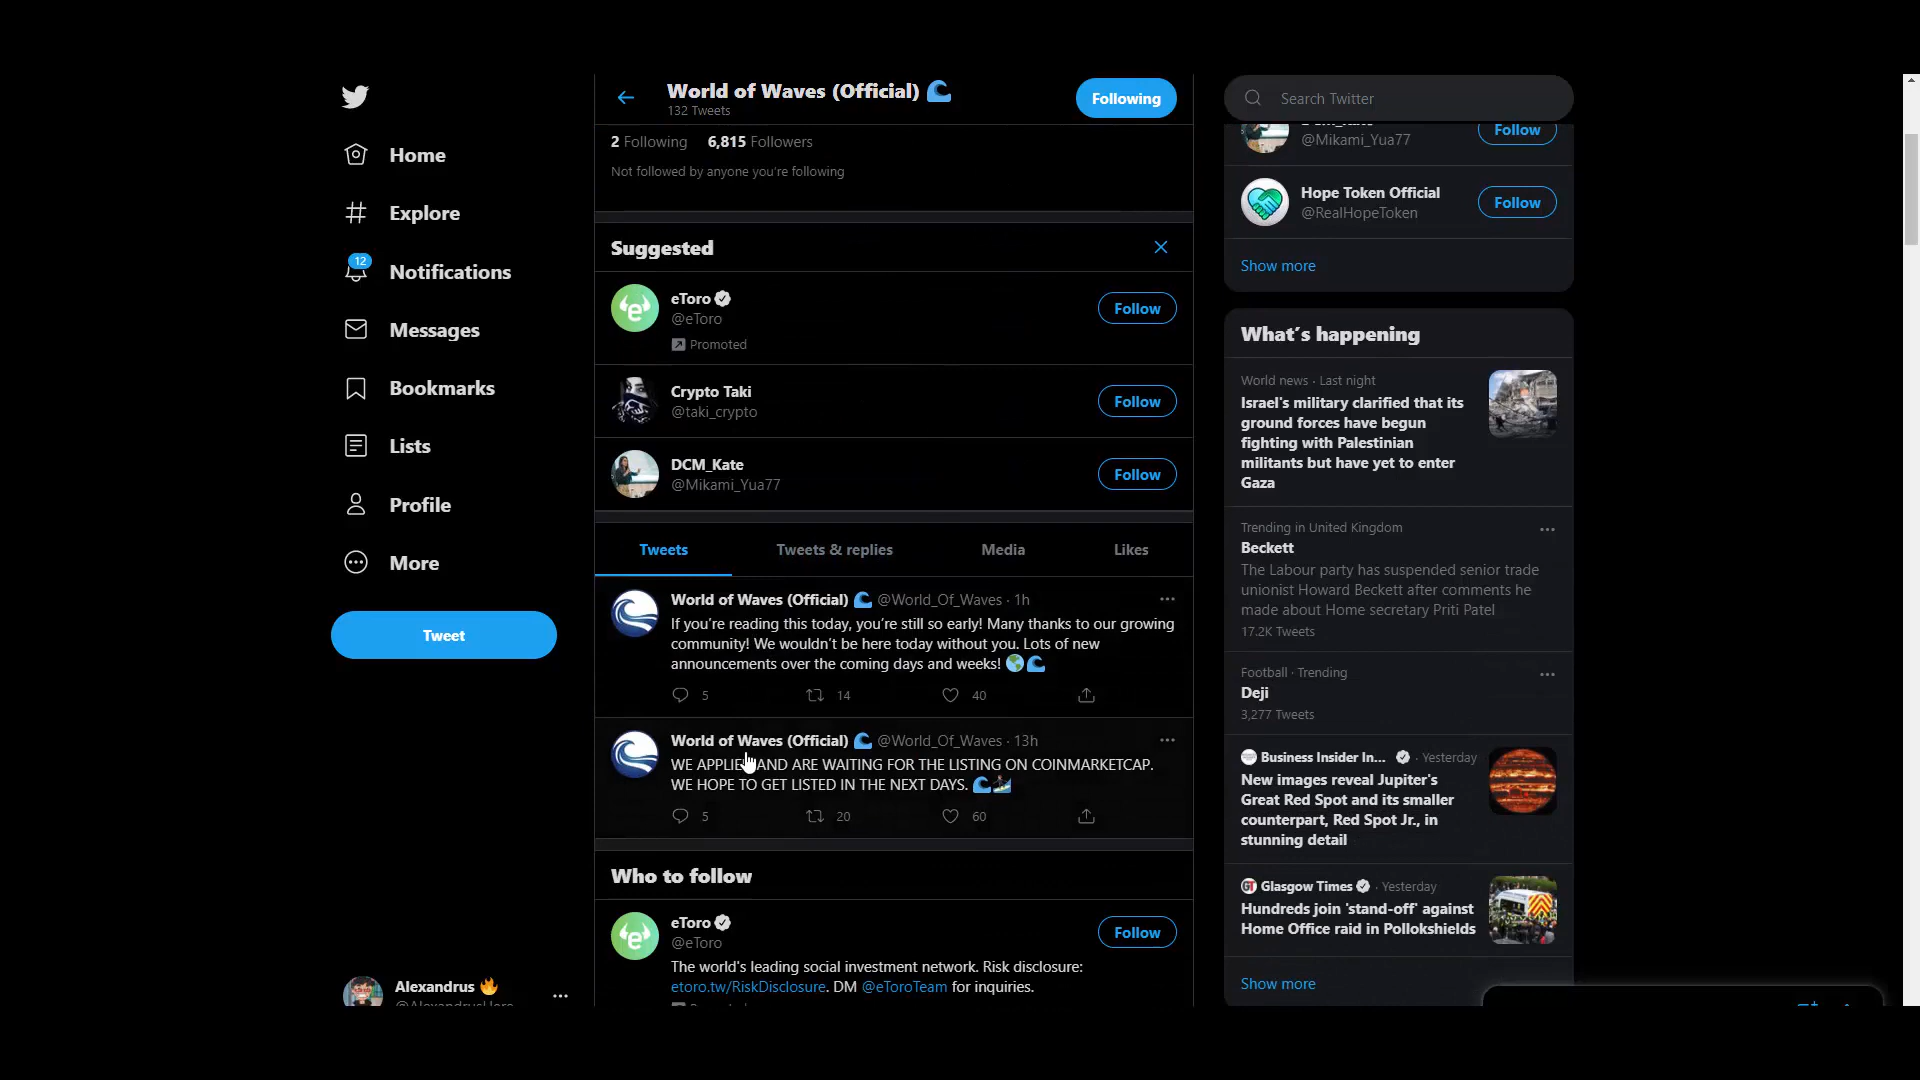 Home
Explore
12
Notifications
Messages
Bookmarks
Lists
Profile
More
Tweet
Alexandrus 🔥
World of Waves (Official) 🌊
132 Tweets
Following
2 Following 6,815 Followers
Not followed by anyone you're following
Suggested
eToro
@eToro
Promoted
Follow
Crypto Taki
@taki_crypto
Follow
DCM_Kate
@Mikami_Yua77
Follow
Tweets Tweets & replies Media Likes
World of Waves (Official) 🌊 @World_Of_Waves · 1h
If you're reading this today, you're still so early! Many thanks to our growing
community! We wouldn't be here today without you. Lots of new
announcements over the coming days and weeks! 🌎🌊
5 14 40
World of Waves (Official) 🌊 @World_Of_Waves · 13h
WE APPLIED AND ARE WAITING FOR THE LISTING ON COINMARKETCAP.
WE HOPE TO GET LISTED IN THE NEXT DAYS. 🌊🏄
5 20 60
Who to follow
eToro
@eToro
Follow
The world's leading social investment network. Risk disclosure:
etoro.tw/RiskDisclosure. DM @eToroTeam for inquiries.
Search Twitter
@Mikami_Yua77
Follow
Hope Token Official
@RealHopeToken
Follow
Show more
What's happening
World news · Last night
Israel's military clarified that its
ground forces have begun
fighting with Palestinian
militants but have yet to enter
Gaza
Trending in United Kingdom
Beckett
The Labour party has suspended senior trade
unionist Howard Beckett after comments he
made about Home secretary Priti Patel
17.2K Tweets
Football · Trending
Deji
3,277 Tweets
Business Insider In... · Yesterday
New images reveal Jupiter's
Great Red Spot and its smaller
counterpart, Red Spot Jr., in
stunning detail
Glasgow Times · Yesterday
Hundreds join 'stand-off' against
Home Office raid in Pollokshields
Show more